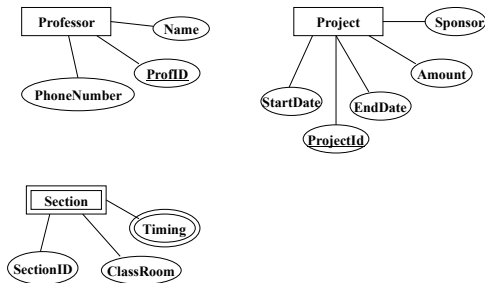 Professor
Name
ProfID
PhoneNumber
Project
Sponsor
Amount
StartDate
EndDate
ProjectId
Section
Timing
SectionID
ClassRoom